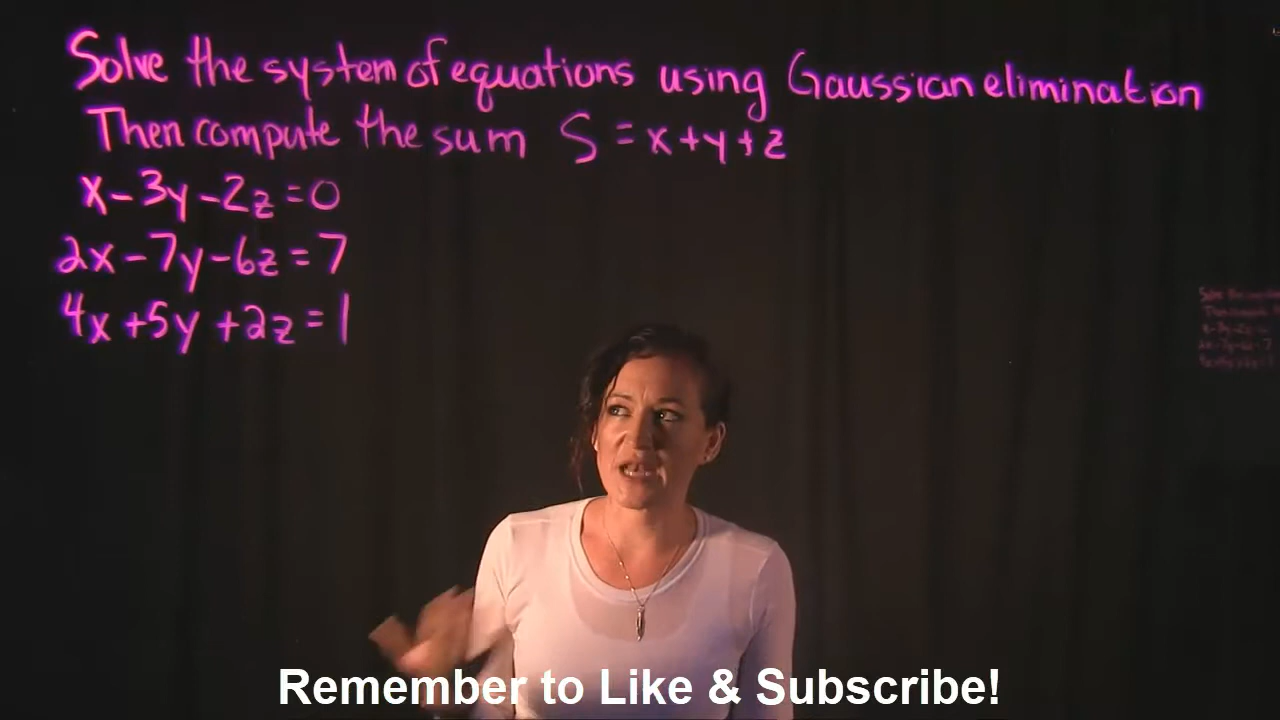 Solve the system of equations using Gaussian elimination
Then compute the sum S = x+y+z
x-3y-2z=0
2x-7y-6z=7
4x+5y+2z=1
Remember to Like & Subscribe!